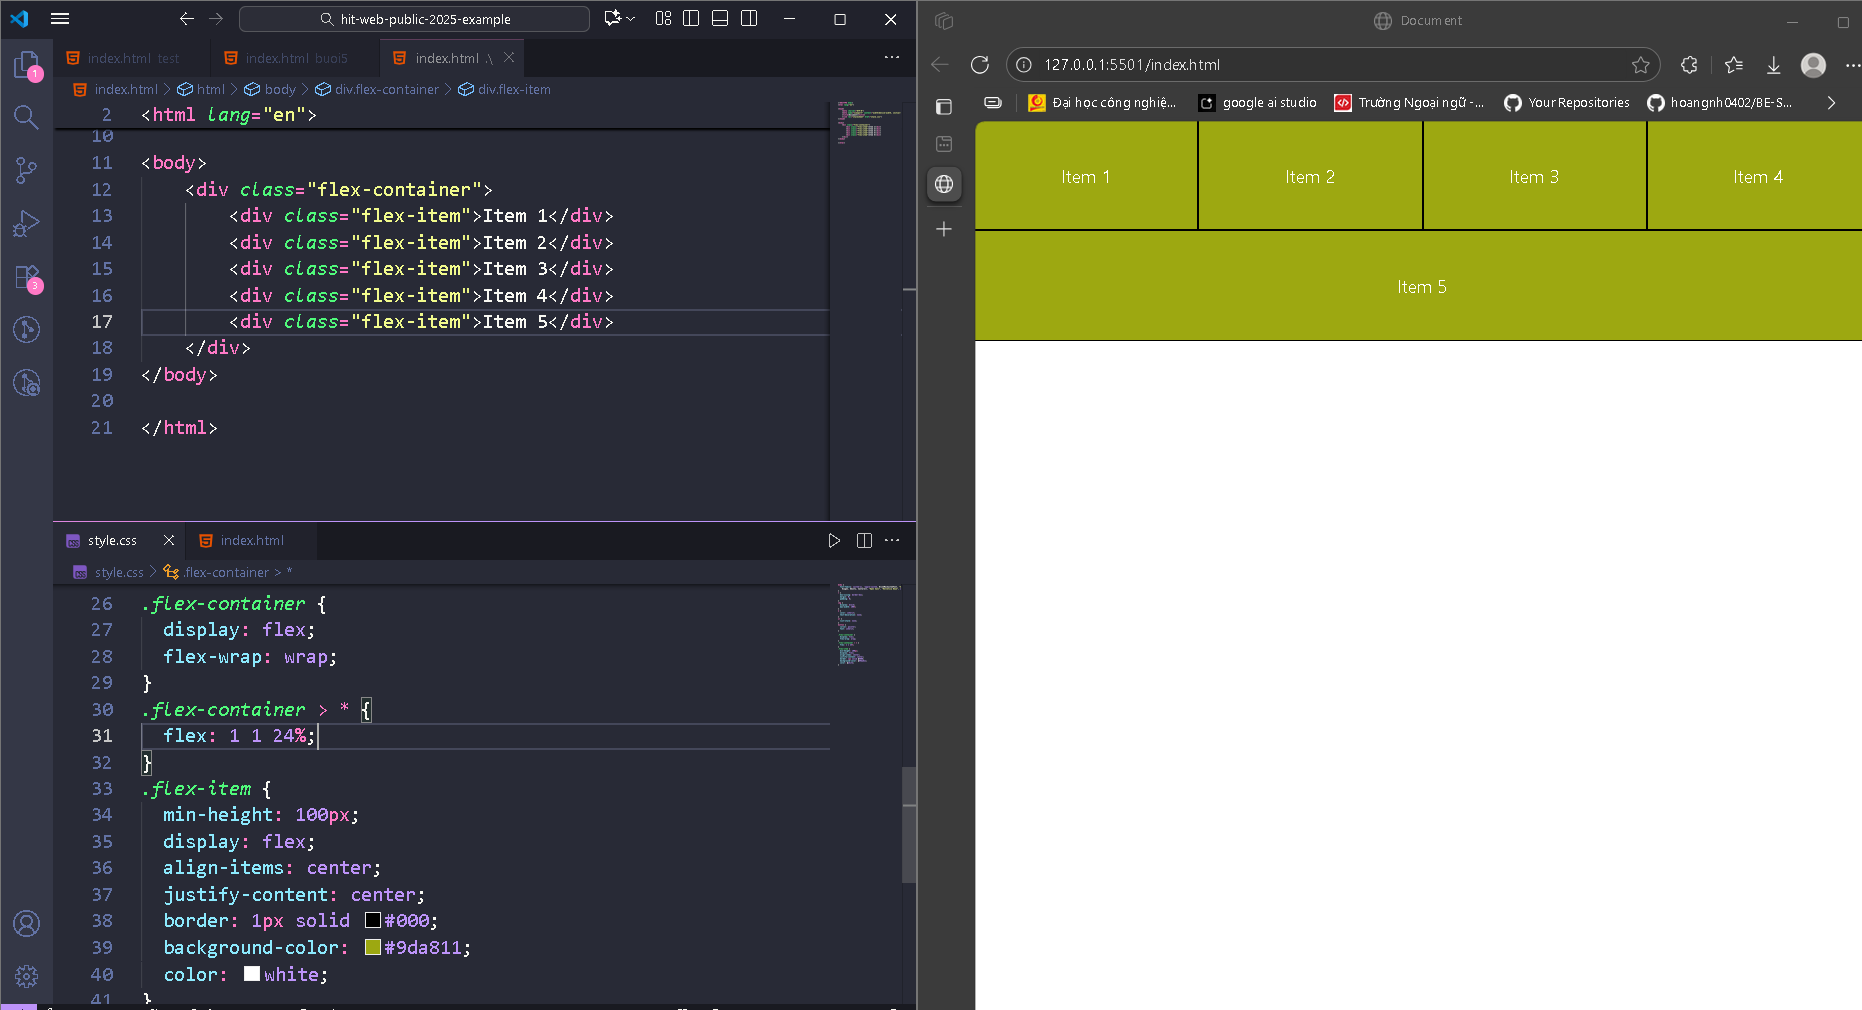 hit-web-public-2025-example
index.html test
index.html buoi5
index.html .\
index.html > html > body > div.flex-container > div.flex-item
2 <html lang="en">
10
11 <body>
12 <div class="flex-container">
13 <div class="flex-item">Item 1</div>
14 <div class="flex-item">Item 2</div>
15 <div class="flex-item">Item 3</div>
16 <div class="flex-item">Item 4</div>
17 <div class="flex-item">Item 5</div>
18 </div>
19 </body>
20
21 </html>
1
3
style.css
index.html
style.css > .flex-container > *
26 .flex-container {
27 display: flex;
28 flex-wrap: wrap;
29 }
30 .flex-container > * {
31 flex: 1 1 24%;
32 }
33 .flex-item {
34 min-height: 100px;
35 display: flex;
36 align-items: center;
37 justify-content: center;
38 border: 1px solid #000;
39 background-color: #9da811;
40 color: white;
41 }
Document
127.0.0.1:5501/index.html
Đại học công nghiệ...
google ai studio
Trường Ngoại ngữ -...
Your Repositories
hoangnh0402/BE-S...
Item 1
Item 2
Item 3
Item 4
Item 5